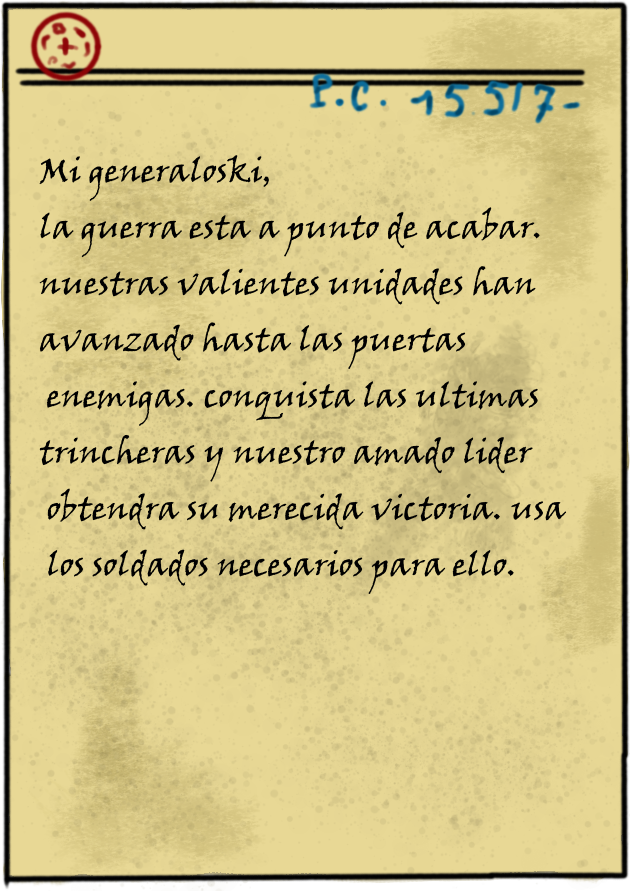 P.C. 15517-
Mi generaloski,
la guerra esta a punto de acabar.
nuestras valientes unidades han
avanzado hasta las puertas
enemigas. conquista las ultimas
trincheras y nuestro amado lider
obtendra su merecida victoria. usa
los soldados necesarios para ello.